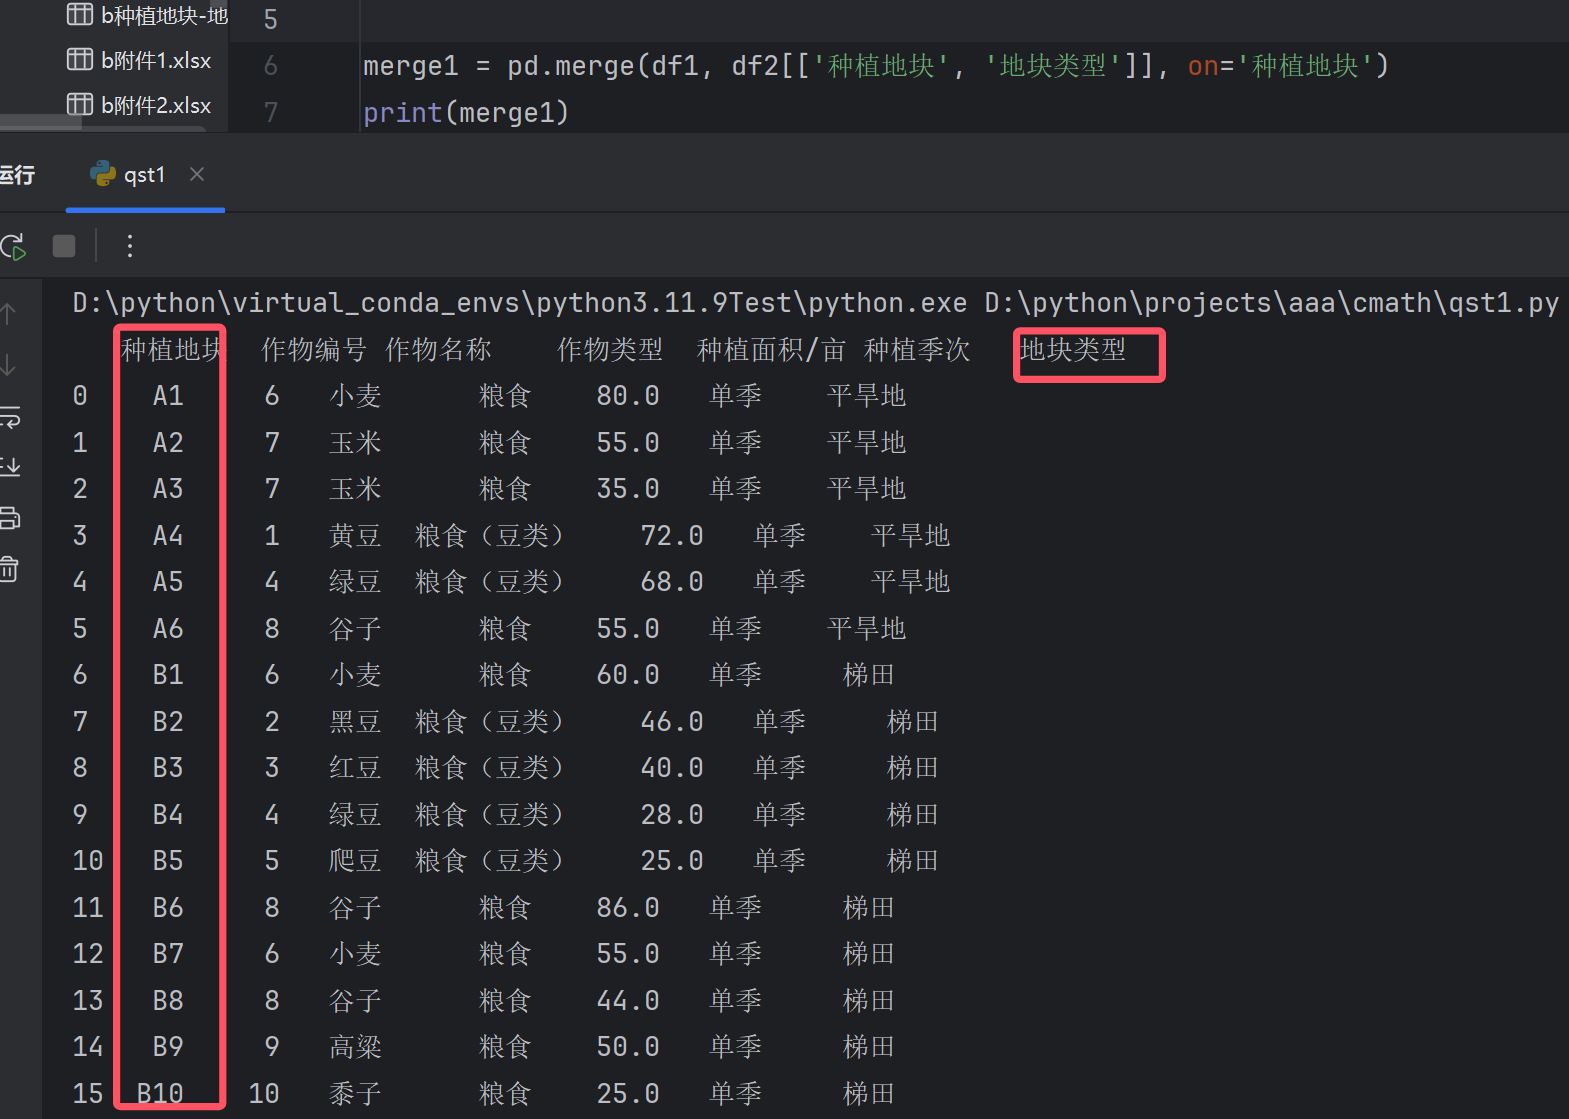 b种植地块-地
5
b附件1.xlsx
6 merge1 = pd.merge(df1, df2[['种植地块', '地块类型']], on='种植地块')
b附件2.xlsx
7 print(merge1)
运行 qst1
D:\python\virtual_conda_envs\python3.11.9Test\python.exe D:\python\projects\aaa\cmath\qst1.py
种植地块 作物编号 作物名称 作物类型 种植面积/亩 种植季次 地块类型
0 A1 6 小麦 粮食 80.0 单季 平旱地
1 A2 7 玉米 粮食 55.0 单季 平旱地
2 A3 7 玉米 粮食 35.0 单季 平旱地
3 A4 1 黄豆 粮食（豆类） 72.0 单季 平旱地
4 A5 4 绿豆 粮食（豆类） 68.0 单季 平旱地
5 A6 8 谷子 粮食 55.0 单季 平旱地
6 B1 6 小麦 粮食 60.0 单季 梯田
7 B2 2 黑豆 粮食（豆类） 46.0 单季 梯田
8 B3 3 红豆 粮食（豆类） 40.0 单季 梯田
9 B4 4 绿豆 粮食（豆类） 28.0 单季 梯田
10 B5 5 爬豆 粮食（豆类） 25.0 单季 梯田
11 B6 8 谷子 粮食 86.0 单季 梯田
12 B7 6 小麦 粮食 55.0 单季 梯田
13 B8 8 谷子 粮食 44.0 单季 梯田
14 B9 9 高粱 粮食 50.0 单季 梯田
15 B10 10 黍子 粮食 25.0 单季 梯田